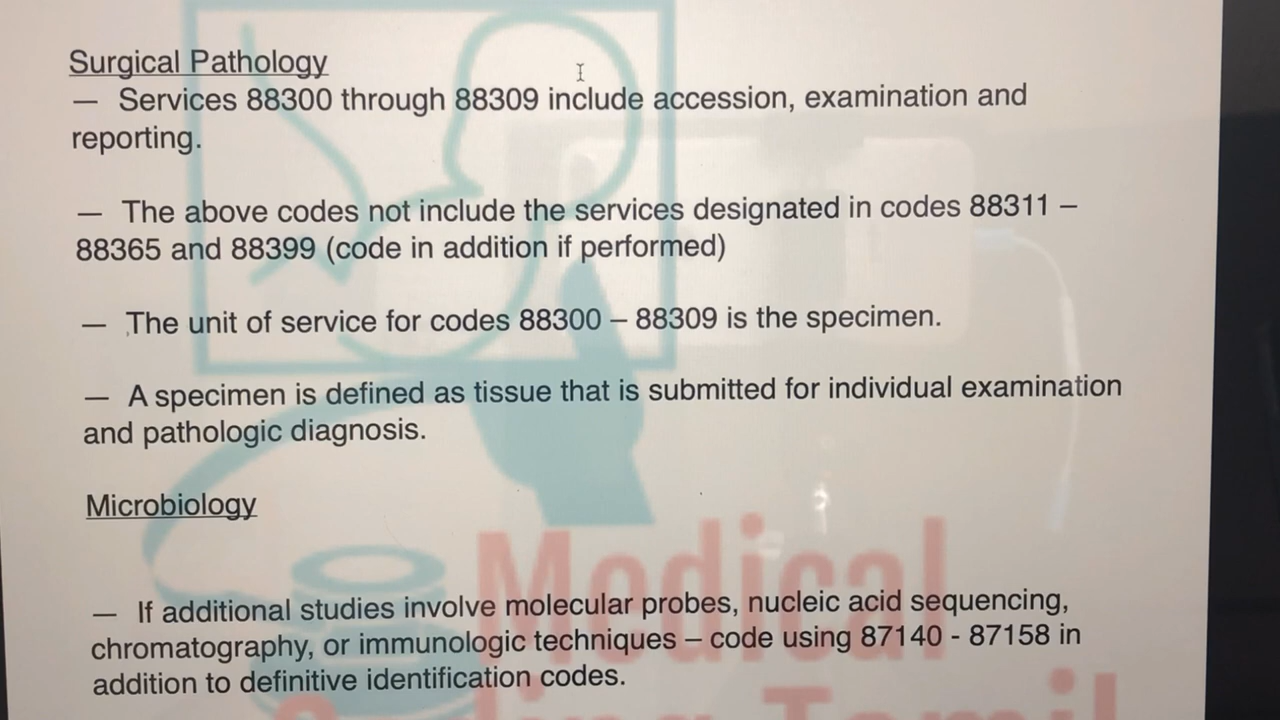 Surgical Pathology
— Services 88300 through 88309 include accession, examination and
reporting.
— The above codes not include the services designated in codes 88311 –
88365 and 88399 (code in addition if performed)
— The unit of service for codes 88300 – 88309 is the specimen.
— A specimen is defined as tissue that is submitted for individual examination
and pathologic diagnosis.
Microbiology
Medical
— If additional studies involve molecular probes, nucleic acid sequencing,
chromatography, or immunologic techniques – code using 87140 - 87158 in
addition to definitive identification codes.